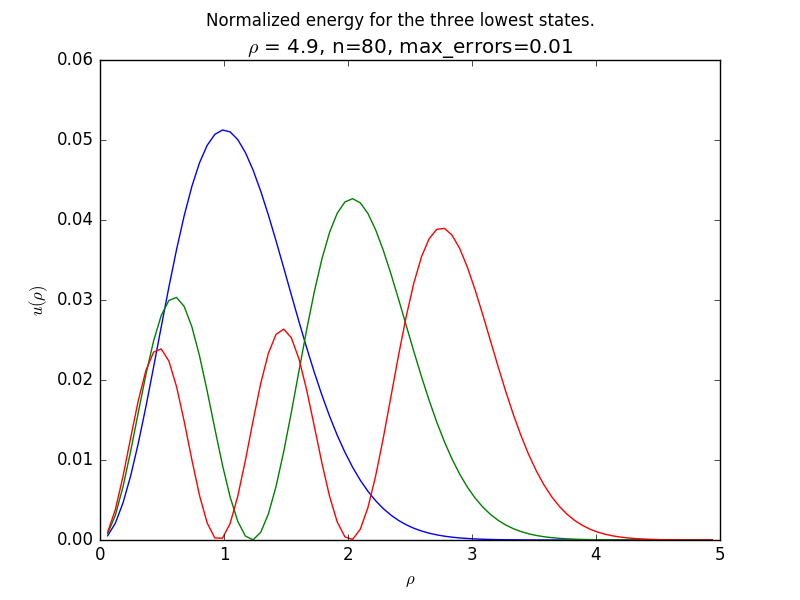 Normalized energy for the three lowest states.
ρ = 4.9, n=80, max_errors=0.01
0.06
0.05
0.04
0.03
0.02
0.01
0.00
u(ρ)
0 1 2 3 4 5
ρ